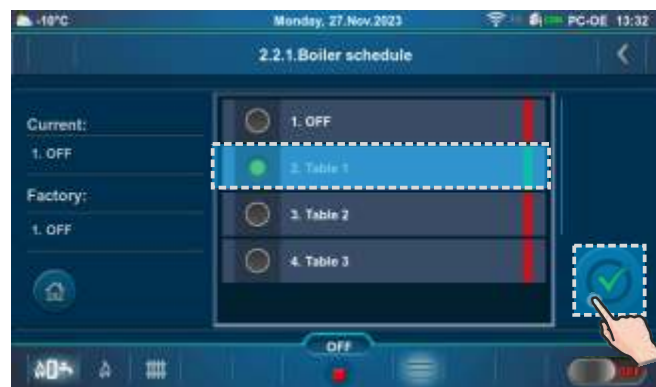 -10°C
Monday, 27.Nov.2023
PC-OE 13:32
2.2.1.Boiler schedule
Current:
1. OFF
Factory:
1. OFF
1. OFF
2. Table 1
3. Table 2
4. Table 3
OFF
OFF